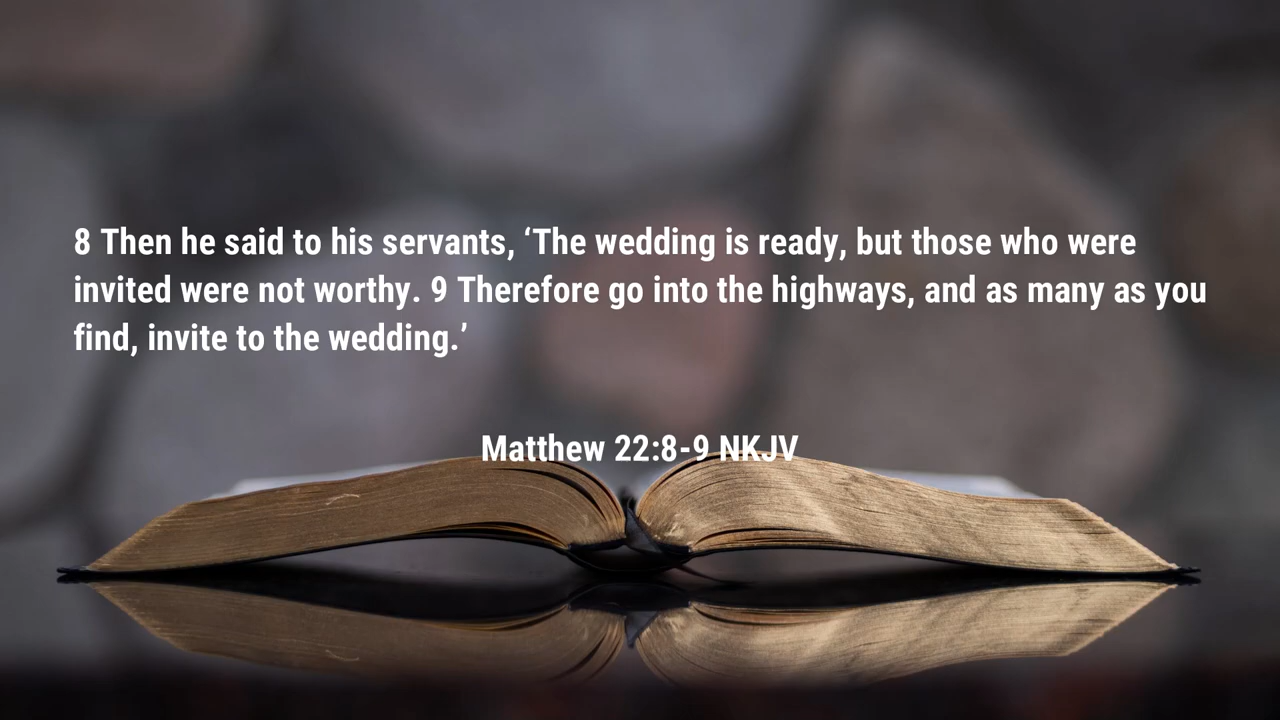 8 Then he said to his servants, ‘The wedding is ready, but those who were
invited were not worthy. 9 Therefore go into the highways, and as many as you
find, invite to the wedding.’
Matthew 22:8-9 NKJV